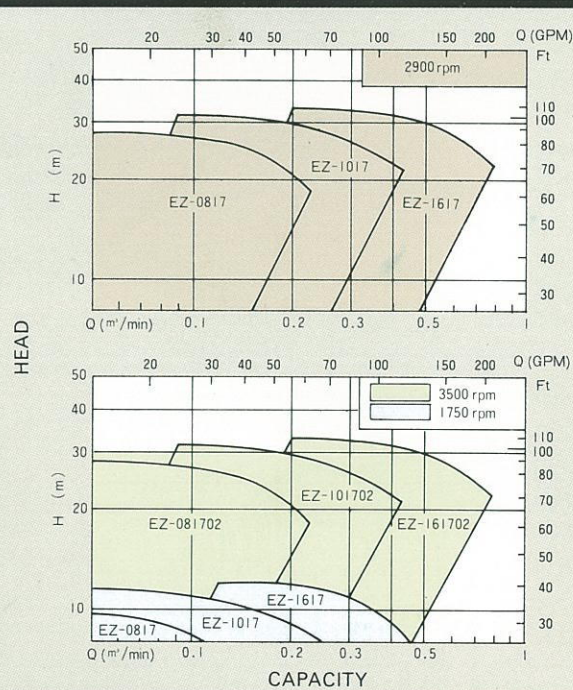 Q (GPM)
20 30 40 50 100 150 200
50 Ft
2900 rpm
40
110
100
30
80
EZ-1017
70
EZ-0817 EZ-1617
20
60
H (m)
50
40
10
30
Q (m³/min) 0.1 0.2 0.3 0.5 1
HEAD
Q (GPM)
20 30 40 50 100 150 200
50 Ft
3500 rpm
1750 rpm
40
110
100
30
80
70
EZ-081702 EZ-101702 EZ-161702
20
60
H (m)
50
40
EZ-1617
10
EZ-0817 EZ-1017
30
Q (m³/min) 0.1 0.2 0.3 0.5 1
CAPACITY